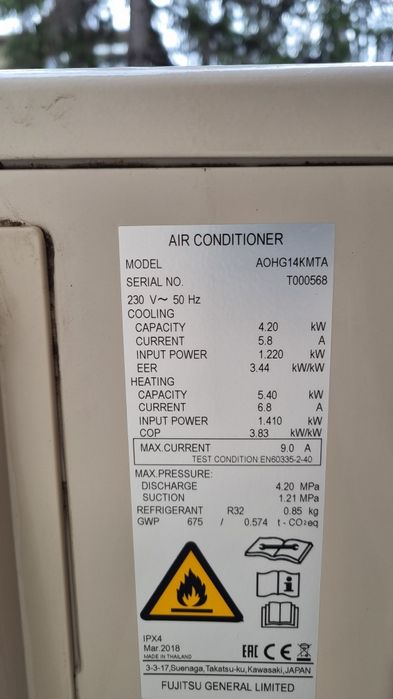 AIR CONDITIONER
MODEL AOHG14KMTA
SERIAL NO. T000568
230 V~ 50 Hz
COOLING
CAPACITY 4.20 kW
CURRENT 5.8 A
INPUT POWER 1.220 kW
EER 3.44 kW/kW
HEATING
CAPACITY 5.40 kW
CURRENT 6.8 A
INPUT POWER 1.410 kW
COP 3.83 kW/kW
MAX.CURRENT 9.0 A
TEST CONDITION:EN60335-2-40
MAX.PRESSURE:
DISCHARGE 4.20 MPa
SUCTION 1.21 MPa
REFRIGERANT R32 0.85 kg
GWP 675 / 0.574 t - CO2eq
IPX4
Mar.2018
MADE IN THAILAND
EAC CE
3-3-17,Suenaga,Takatsu-ku,Kawasaki,JAPAN
FUJITSU GENERAL LIMITED